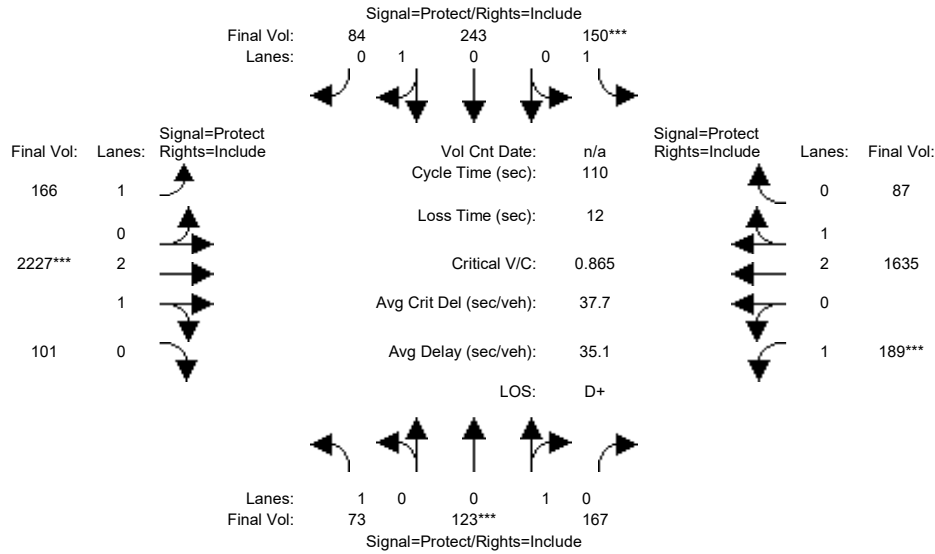 Signal=Protect/Rights=Include
Final Vol: 84 243 150***
Lanes: 0 1 0 0 1
Signal=Protect
Final Vol: Lanes: Rights=Include
Vol Cnt Date: n/a
Signal=Protect
Rights=Include Lanes: Final Vol:
Cycle Time (sec): 110
166 1
0 87
Loss Time (sec): 12
0
1
2227*** 2
Critical V/C: 0.865
2 1635
1
Avg Crit Del (sec/veh): 37.7
0
101 0
Avg Delay (sec/veh): 35.1
1 189***
LOS: D+
Lanes: 1 0 0 1 0
Final Vol: 73 123*** 167
Signal=Protect/Rights=Include